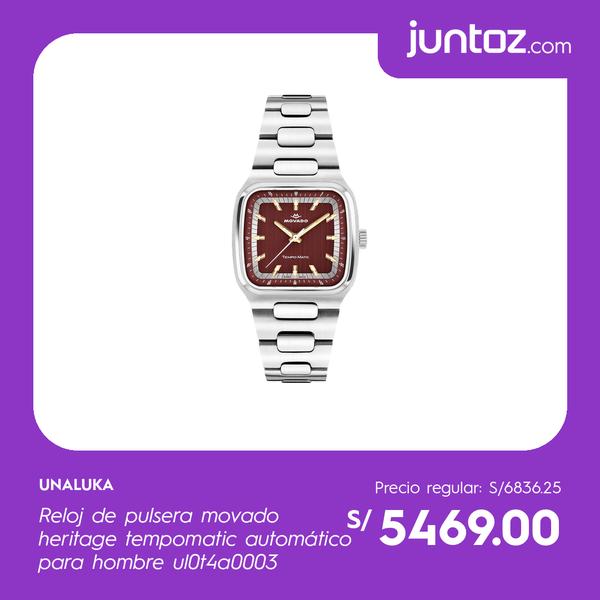 juntoz.com
MOVADO
TEMPO-MATIC
UNALUKA
Precio regular: S/6836.25
Reloj de pulsera movado
heritage tempomatic automático
para hombre ul0t4a0003
S/ 5469.00